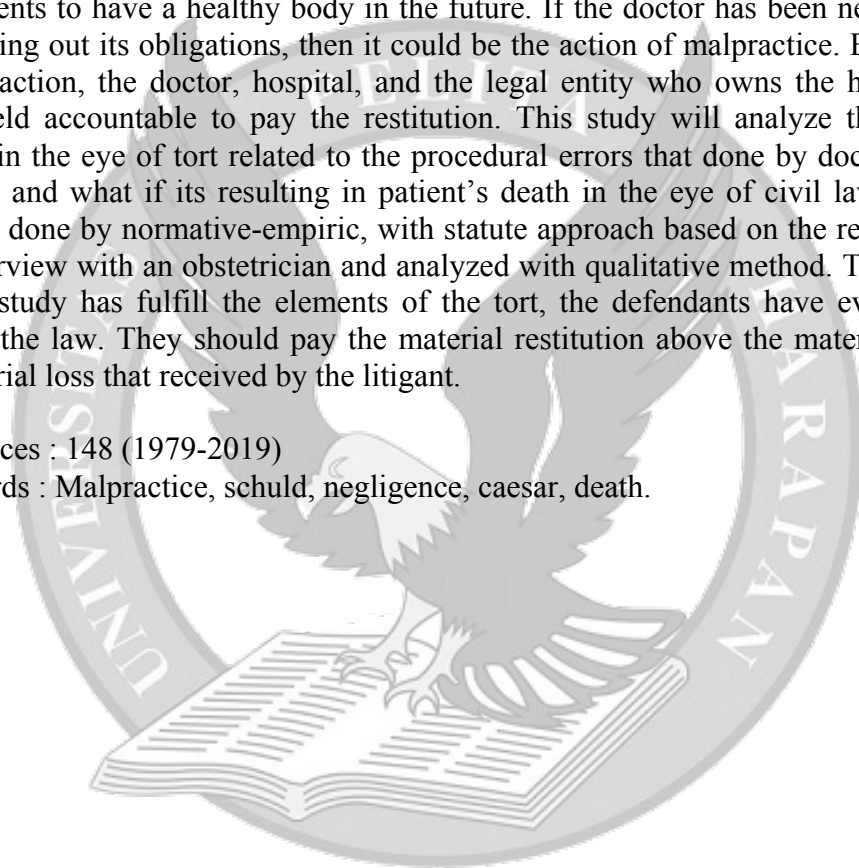 ents to have a healthy body in the future. If the doctor has been ne
ing out its obligations, then it could be the action of malpractice. E
action, the doctor, hospital, and the legal entity who owns the h
eld accountable to pay the restitution. This study will analyze th
in the eye of tort related to the procedural errors that done by doc
and what if its resulting in patient's death in the eye of civil lav
done by normative-empiric, with statute approach based on the re
erview with an obstetrician and analyzed with qualitative method. T
study has fulfill the elements of the tort, the defendants have ev
the law. They should pay the material restitution above the mater
rial loss that received by the litigant.
ces : 148 (1979-2019)
rds : Malpractice, schuld, negligence, caesar, death.
UNIVERSITAS PELITA HARAPAN